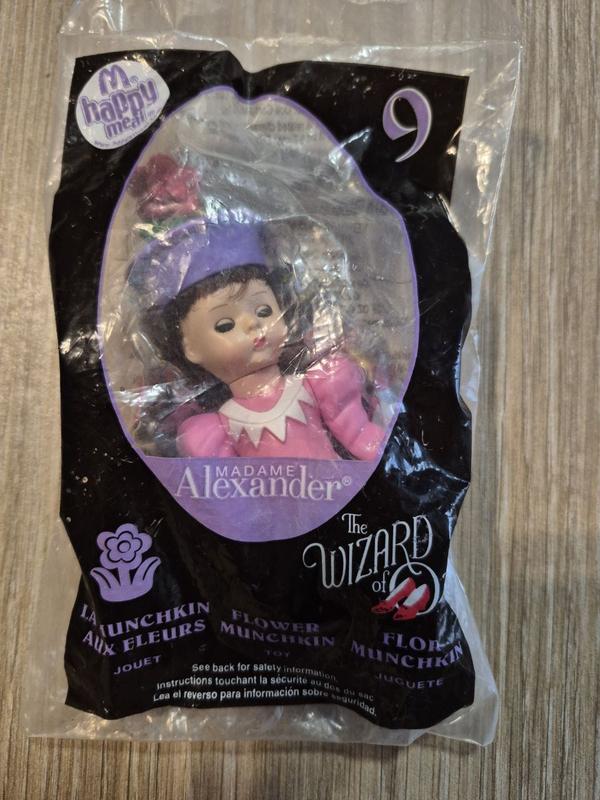 M®
happy
meal
9
MADAME
Alexander®
The
WIZARD
of OZ
LA MUNCHKIN
AUX FLEURS
JOUET
FLOWER
MUNCHKIN
TOY
FLOR
MUNCHKIN
JUGUETE
See back for safety information.
Instructions touchant la sécurité au dos du sac
Lea el reverso para información sobre seguridad.